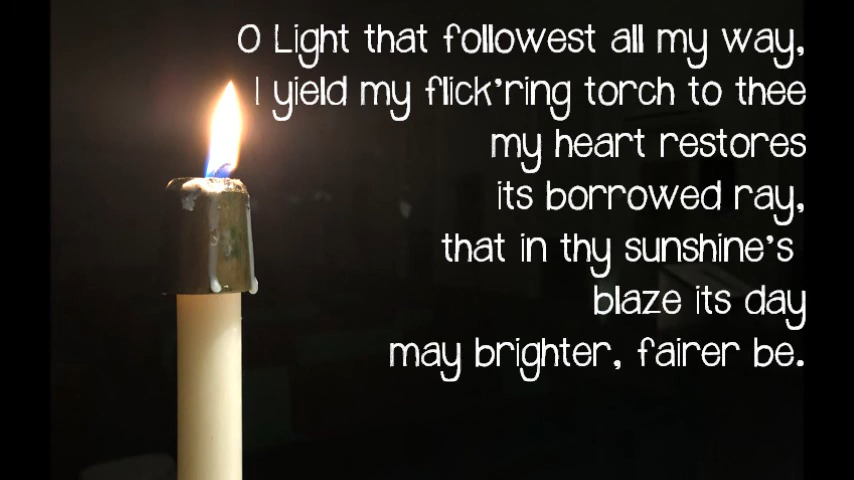 O Light that followest all my way,
I yield my flick'ring torch to thee
my heart restores
its borrowed ray,
that in thy sunshine's
blaze its day
may brighter, fairer be.